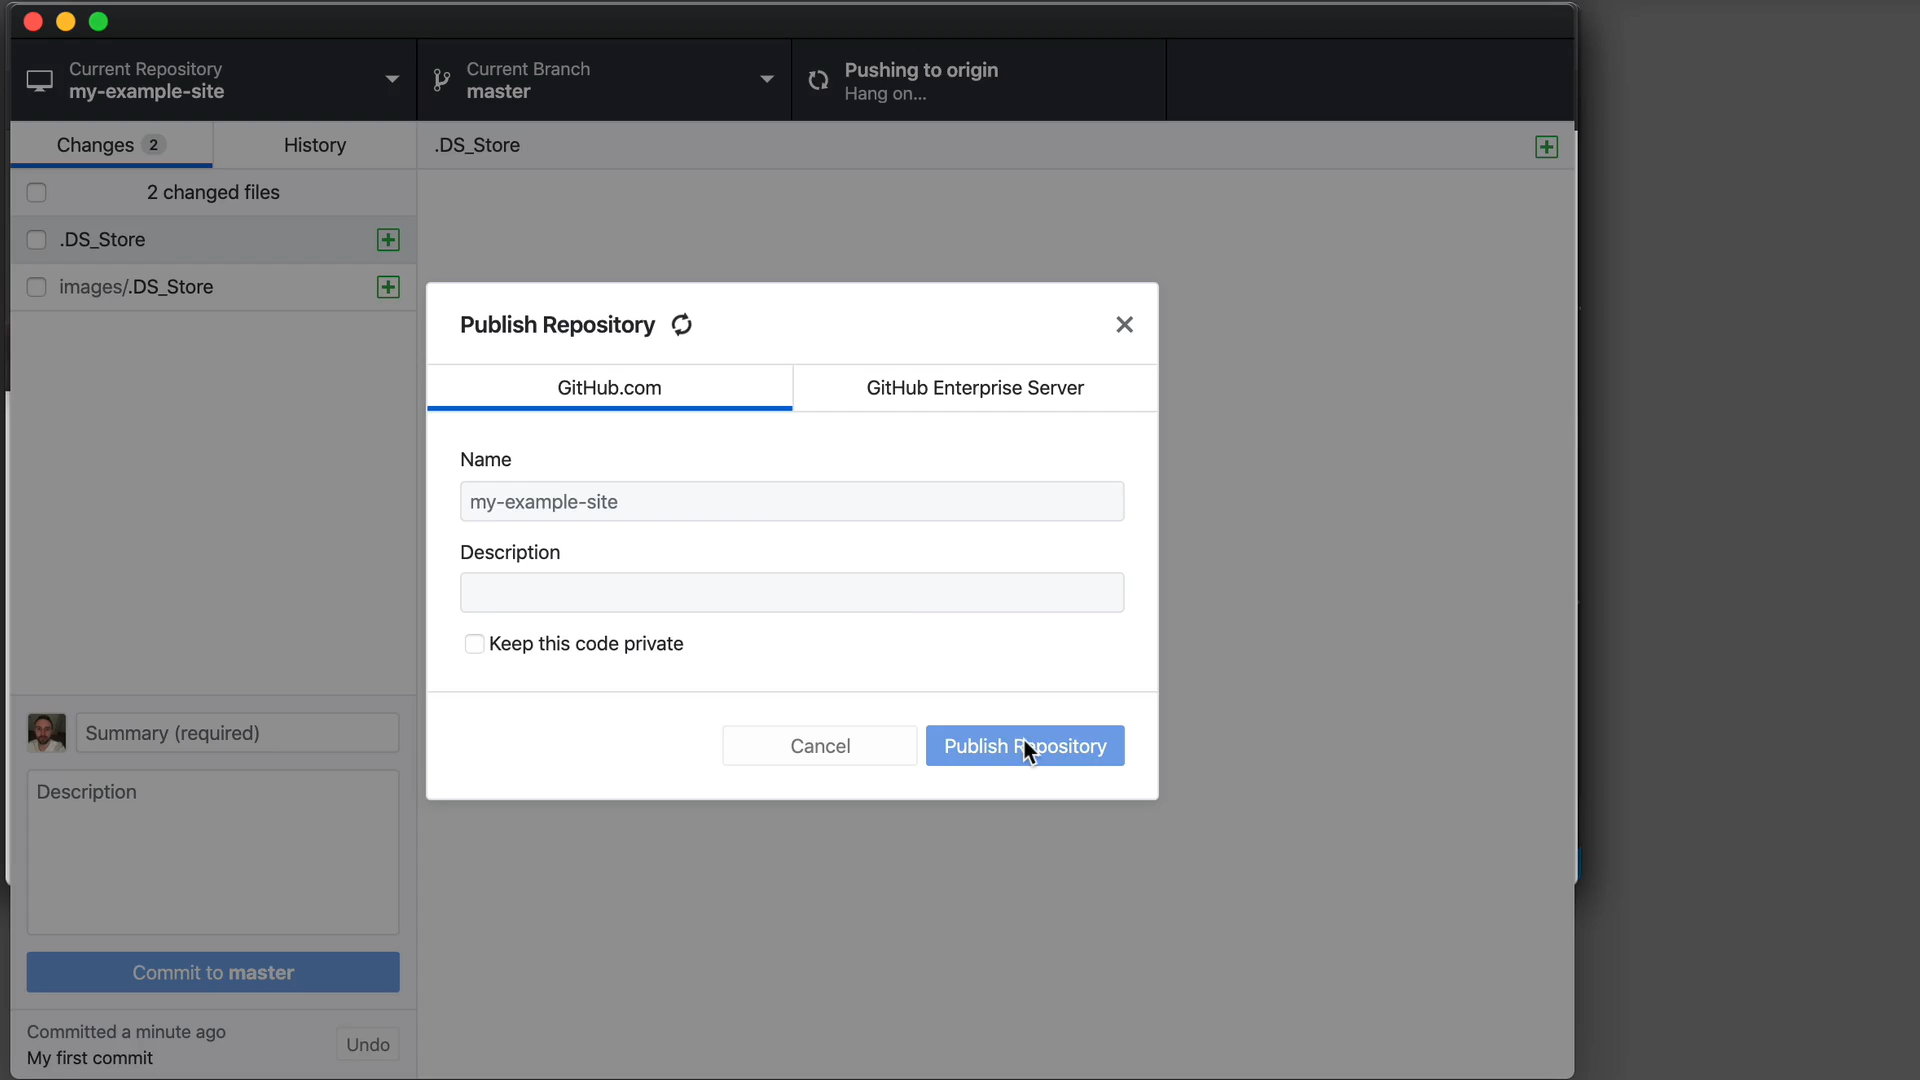 Current Repository
my-example-site
Current Branch
master
Pushing to origin
Hang on...
Changes 2
History
.DS_Store
2 changed files
.DS_Store
images/.DS_Store
Publish Repository
GitHub.com
GitHub Enterprise Server
Name
my-example-site
Description
Keep this code private
Cancel
Publish Repository
Summary (required)
Description
Commit to master
Committed a minute ago
My first commit
Undo